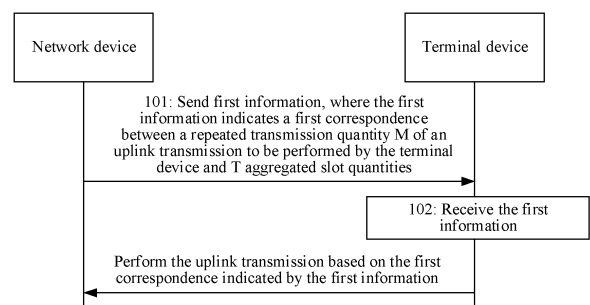 Network device
Terminal device
101: Send first information, where the first
information indicates a first correspondence
between a repeated transmission quantity M of an
uplink transmission to be performed by the terminal
device and T aggregated slot quantities
102: Receive the first
information
Perform the uplink transmission based on the first
correspondence indicated by the first information